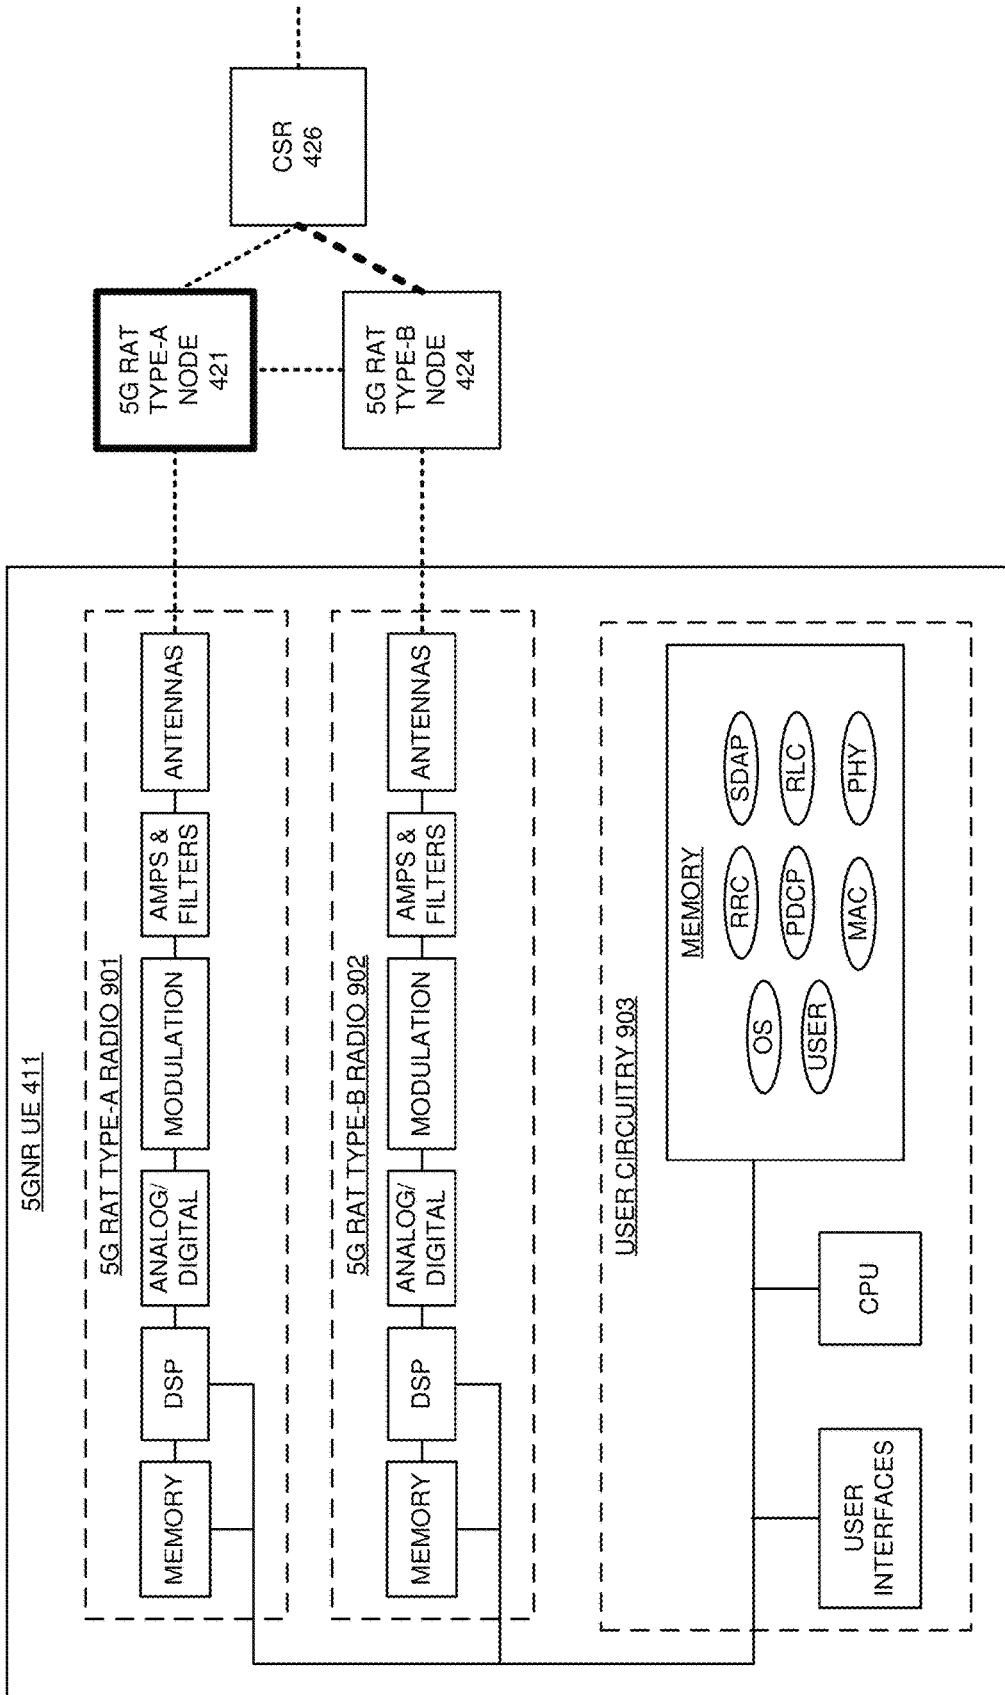 5GNR UE 411
5G RAT TYPE-A RADIO 901
MEMORY
DSP
ANALOG/
DIGITAL
MODULATION
AMPS &
FILTERS
ANTENNAS
5G RAT
TYPE-A
NODE
421
5G RAT TYPE-B RADIO 902
MEMORY
DSP
ANALOG/
DIGITAL
MODULATION
AMPS &
FILTERS
ANTENNAS
5G RAT
TYPE-B
NODE
424
CSR
426
USER CIRCUITRY 903
USER
INTERFACES
CPU
MEMORY
OS
USER
RRC
SDAP
PDCP
RLC
MAC
PHY